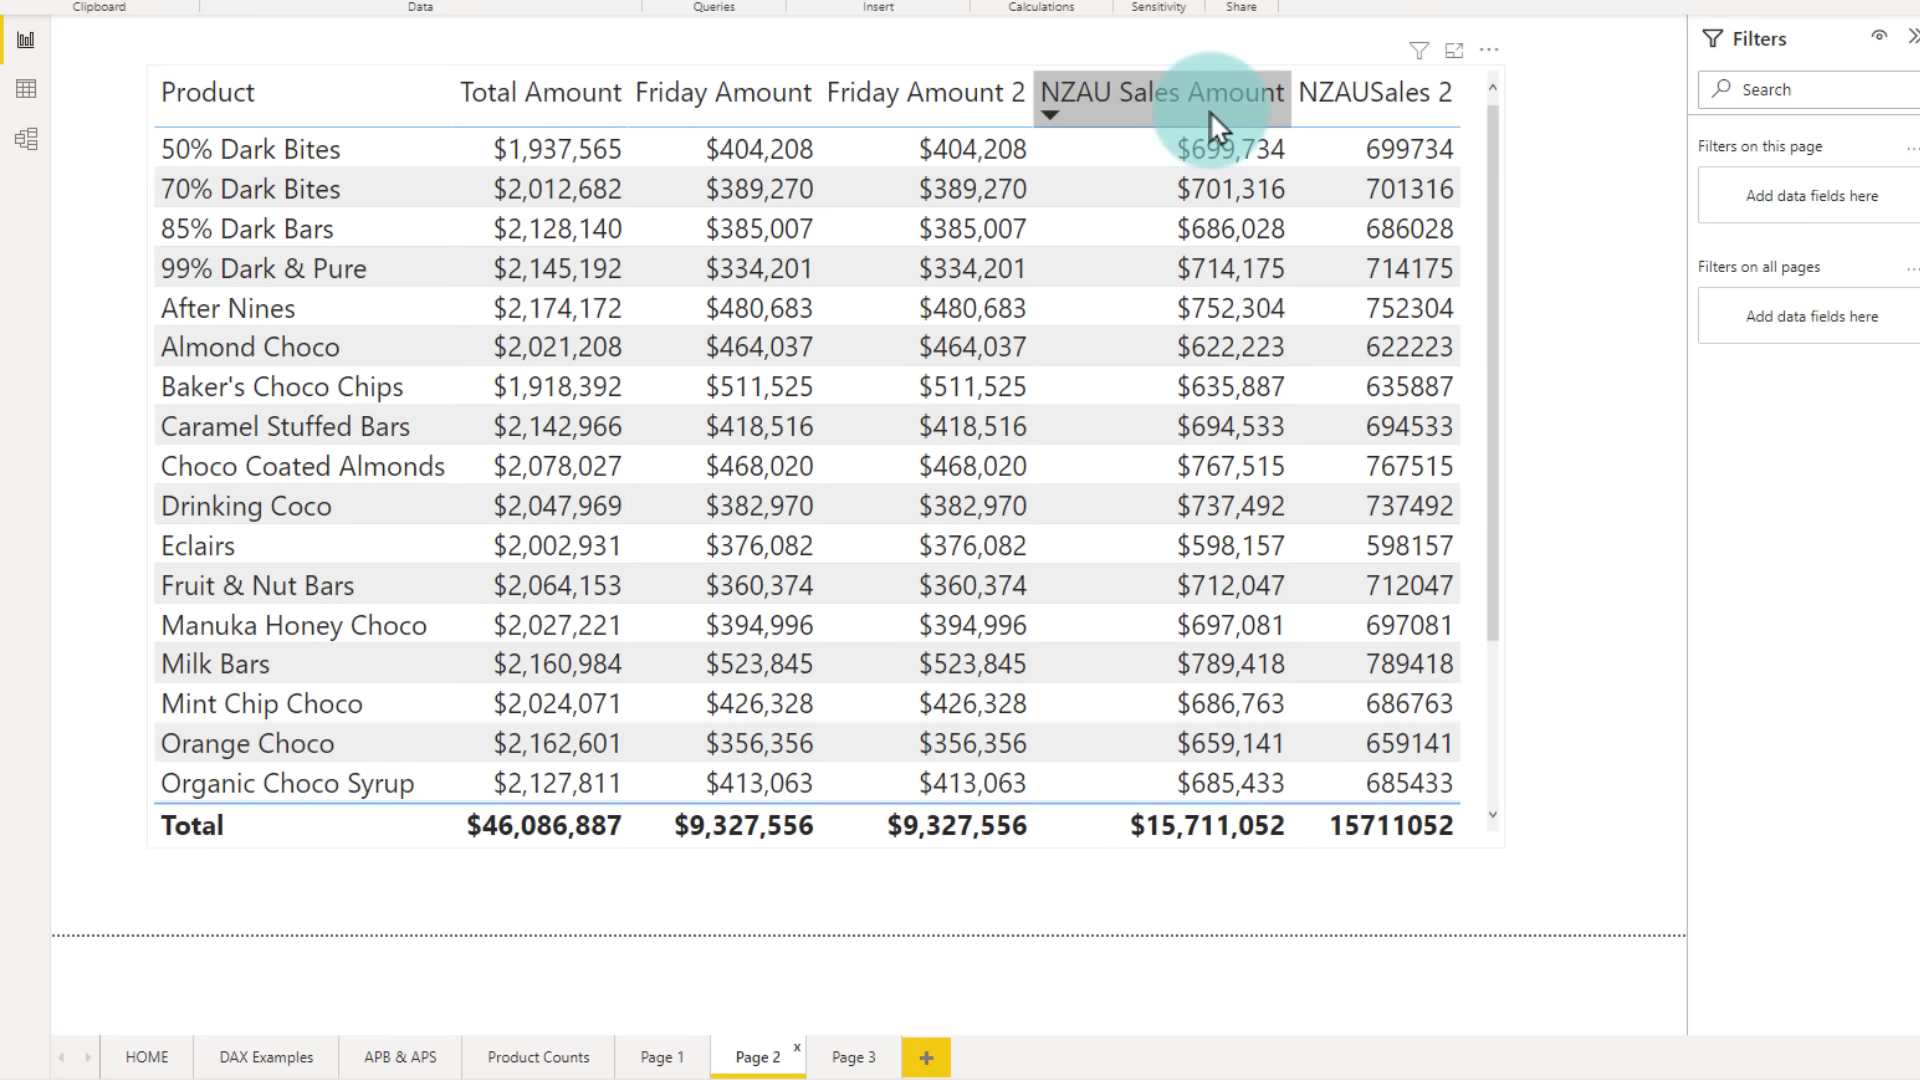 Clipboard Data Queries Insert Calculations Sensitivity Share
Filters
Search
Filters on this page ...
Add data fields here
Filters on all pages ...
Add data fields here
Product Total Amount Friday Amount Friday Amount 2 NZAU Sales Amount NZAUSales 2
50% Dark Bites $1,937,565 $404,208 $404,208 $699,734 699734
70% Dark Bites $2,012,682 $389,270 $389,270 $701,316 701316
85% Dark Bars $2,128,140 $385,007 $385,007 $686,028 686028
99% Dark & Pure $2,145,192 $334,201 $334,201 $714,175 714175
After Nines $2,174,172 $480,683 $480,683 $752,304 752304
Almond Choco $2,021,208 $464,037 $464,037 $622,223 622223
Baker's Choco Chips $1,918,392 $511,525 $511,525 $635,887 635887
Caramel Stuffed Bars $2,142,966 $418,516 $418,516 $694,533 694533
Choco Coated Almonds $2,078,027 $468,020 $468,020 $767,515 767515
Drinking Coco $2,047,969 $382,970 $382,970 $737,492 737492
Eclairs $2,002,931 $376,082 $376,082 $598,157 598157
Fruit & Nut Bars $2,064,153 $360,374 $360,374 $712,047 712047
Manuka Honey Choco $2,027,221 $394,996 $394,996 $697,081 697081
Milk Bars $2,160,984 $523,845 $523,845 $789,418 789418
Mint Chip Choco $2,024,071 $426,328 $426,328 $686,763 686763
Orange Choco $2,162,601 $356,356 $356,356 $659,141 659141
Organic Choco Syrup $2,127,811 $413,063 $413,063 $685,433 685433
Total $46,086,887 $9,327,556 $9,327,556 $15,711,052 15711052
HOME DAX Examples APB & APS Product Counts Page 1 Page 2 x Page 3 +